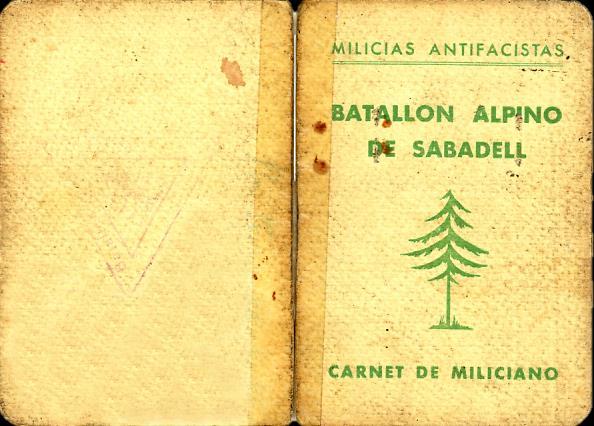 MILICIAS ANTIFACISTAS
BATALLON ALPINO
DE SABADELL
CARNET DE MILICIANO